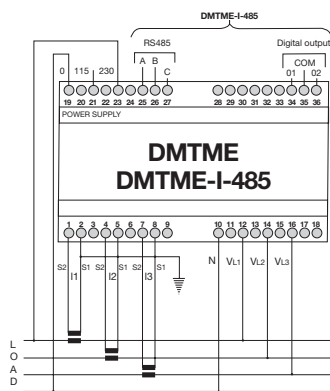 DMTME-I-485
RS485
Digital output
0 115 230 A B C COM
01 02
19 20 21 22 23 24 25 26 27 28 29 30 31 32 33 34 35 36
POWER SUPPLY
DMTME
DMTME-I-485
1 2 3 4 5 6 7 8 9 10 11 12 13 14 15 16 17 18
S2 S1 S2 S1 S2 S1 N VL1 VL2 VL3
I1 I2 I3
L
O
A
D